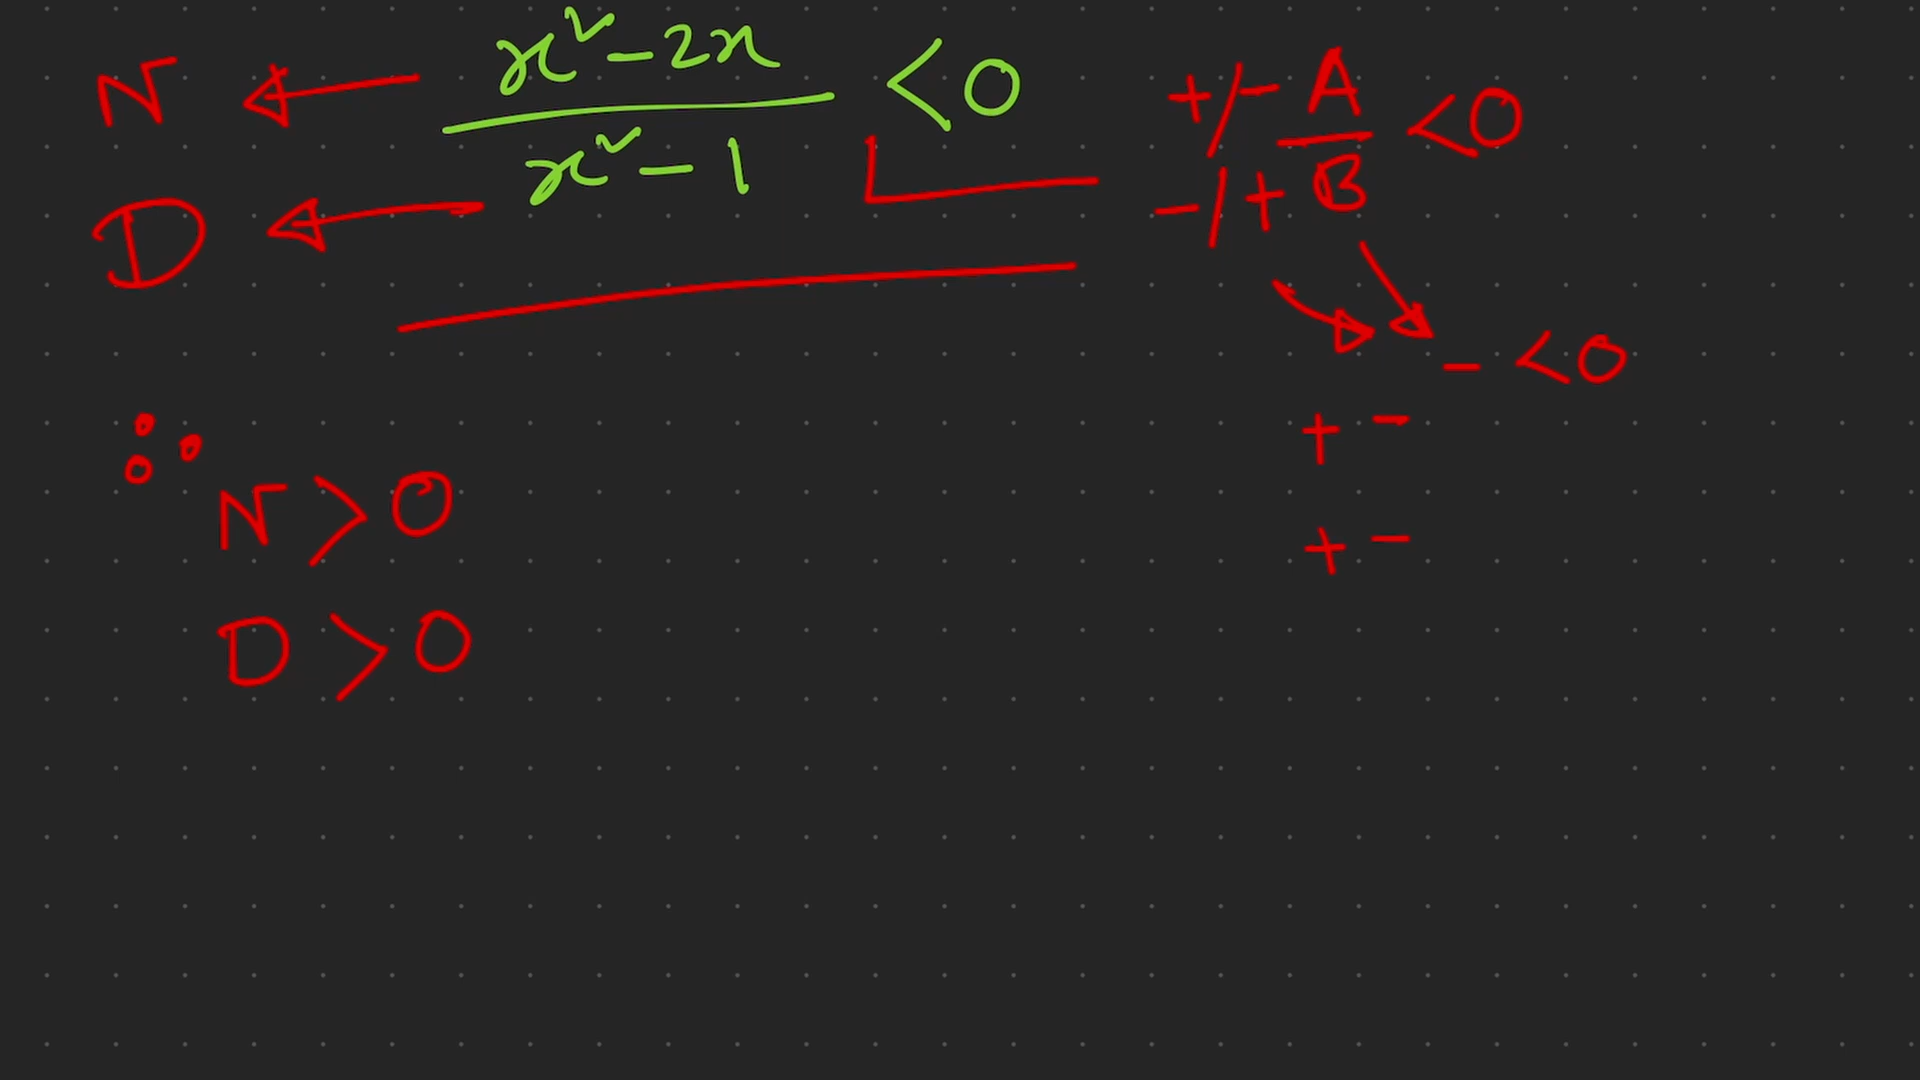 N ← x² - 2x / x² - 1 < 0
D ←
+/- A / -/+ B < 0
- < 0
+ -
+ -
∴ N > 0
D > 0